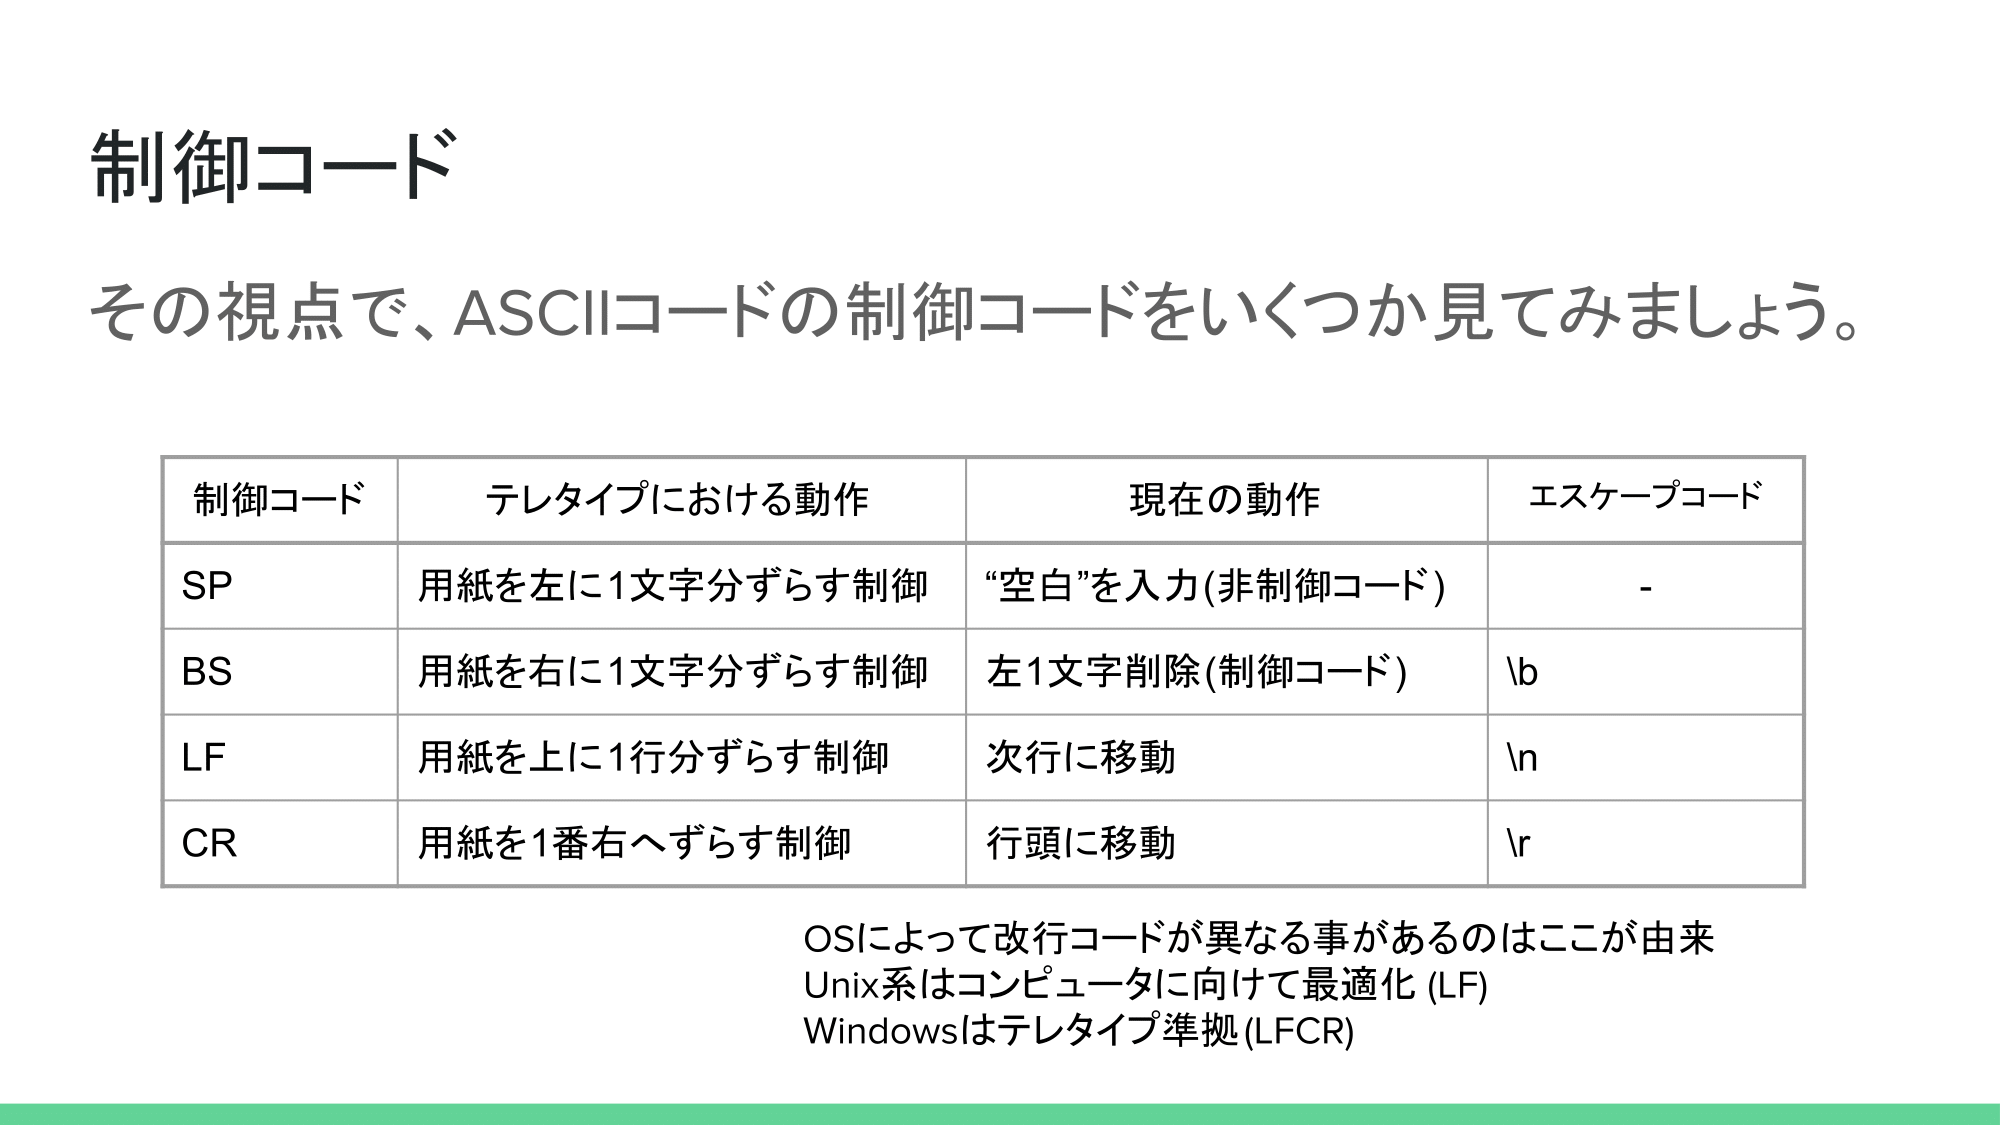 制御コード
その視点で、ASCIIコードの制御コードをいくつか見てみましょう。
制御コード テレタイプにおける動作 現在の動作 エスケープコード
SP 用紙を左に1文字分ずらす制御 “空白”を入力(非制御コード) -
BS 用紙を右に1文字分ずらす制御 左1文字削除(制御コード) \b
LF 用紙を上に1行分ずらす制御 次行に移動 \n
CR 用紙を1番右へずらす制御 行頭に移動 \r
OSによって改行コードが異なる事があるのはここが由来
Unix系はコンピュータに向けて最適化 (LF)
Windowsはテレタイプ準拠(LFCR)